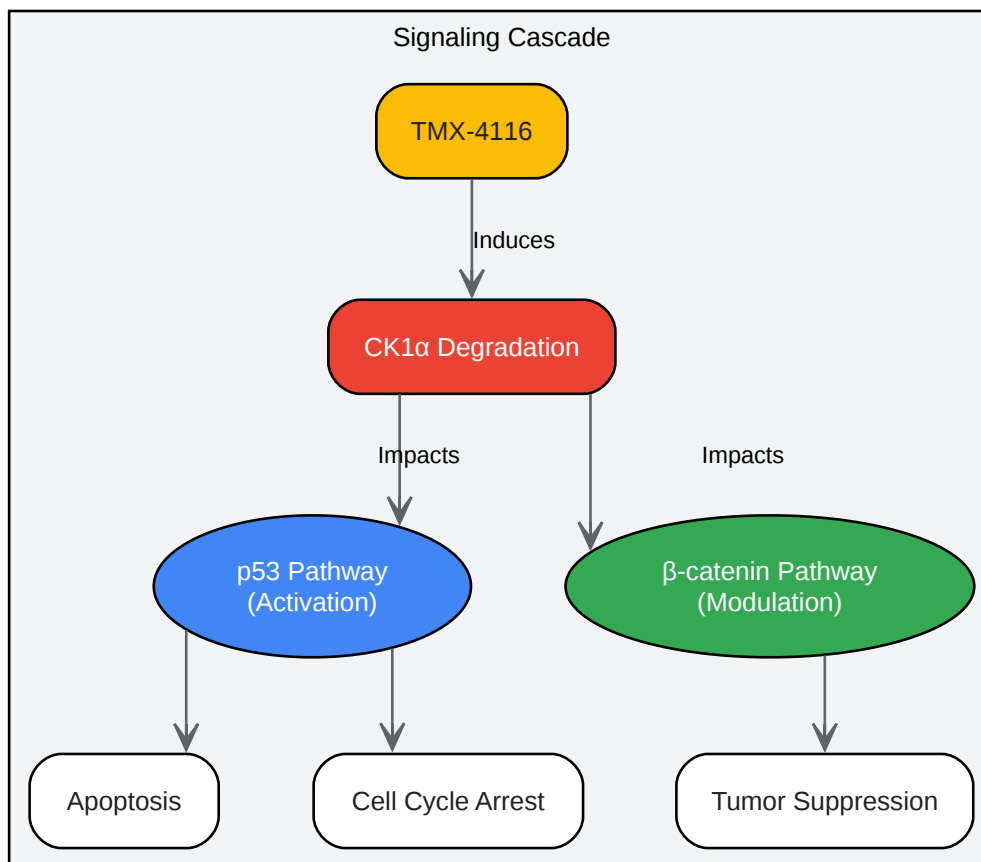 Signaling Cascade
TMX-4116
Induces
CK1α Degradation
Impacts
Impacts
p53 Pathway
(Activation)
β-catenin Pathway
(Modulation)
Apoptosis
Cell Cycle Arrest
Tumor Suppression